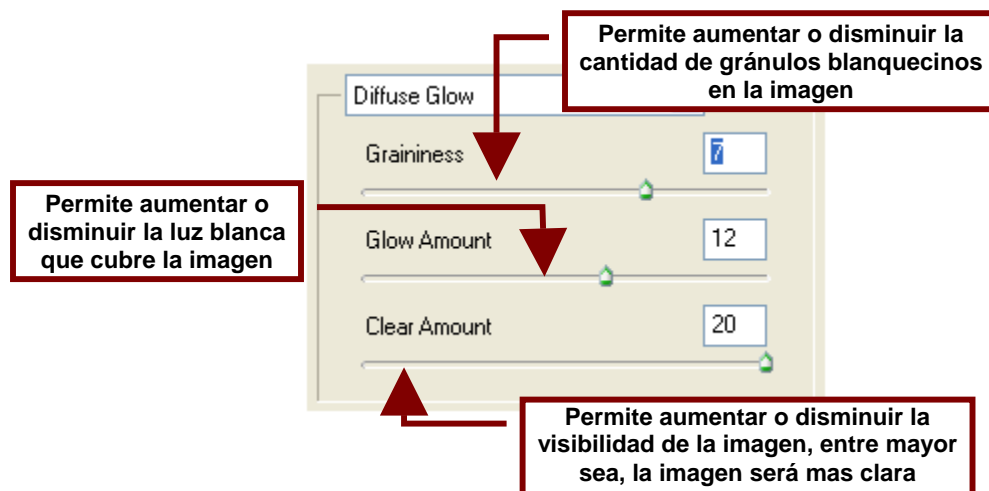 Permite aumentar o disminuir la
cantidad de gránulos blanquecinos
en la imagen
Diffuse Glow
Graininess
7
Permite aumentar o
disminuir la luz blanca
que cubre la imagen
Glow Amount
12
Clear Amount
20
Permite aumentar o disminuir la
visibilidad de la imagen, entre mayor
sea, la imagen será mas clara